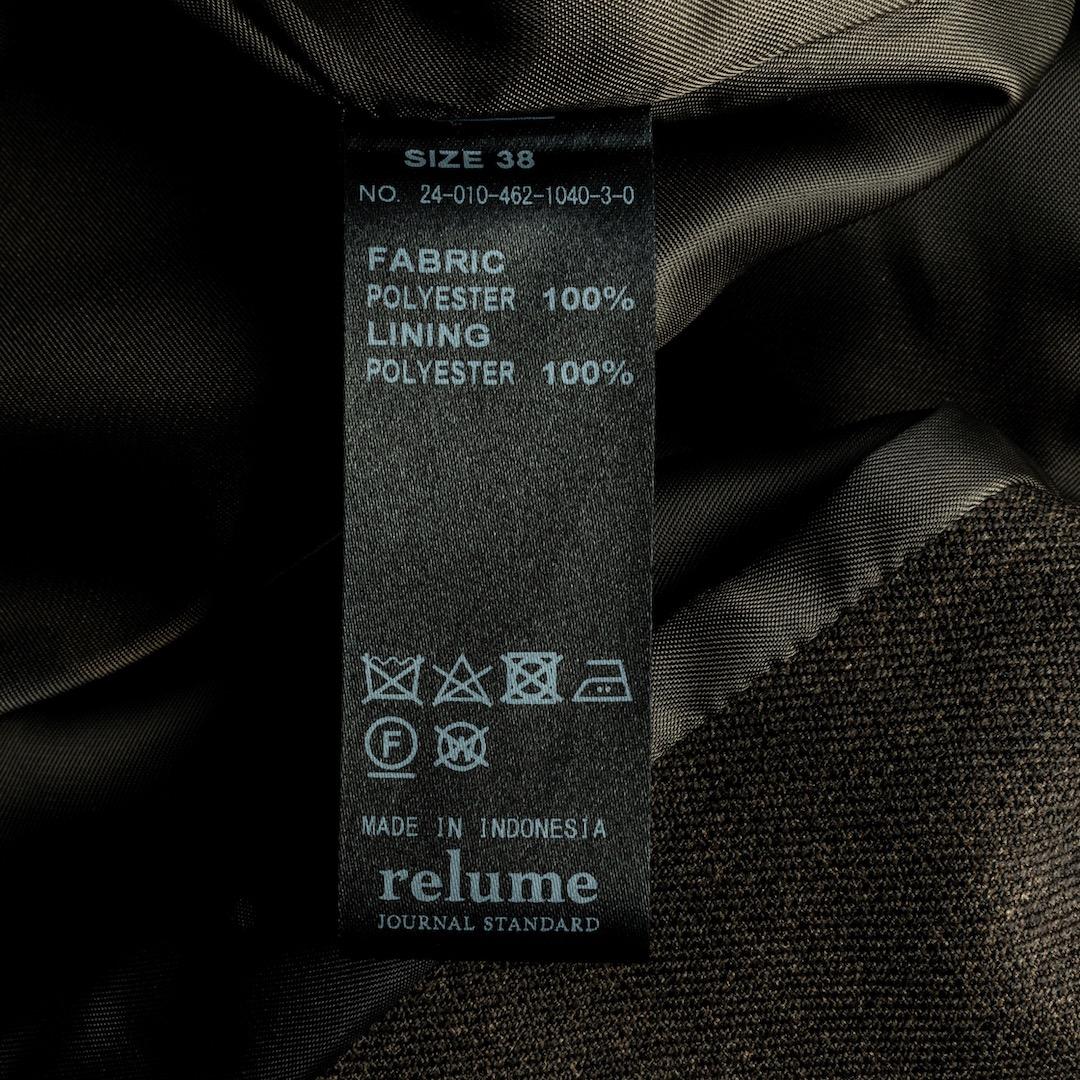 SIZE 38
NO. 24-010-462-1040-3-0
FABRIC
POLYESTER 100%
LINING
POLYESTER 100%
F W
MADE IN INDONESIA
relume
JOURNAL STANDARD